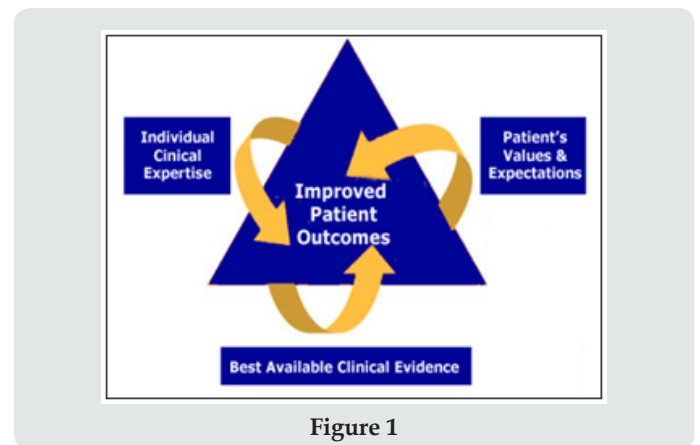 Individual
Cinical
Expertise
Patient's
Values &
Expectations
Improved
Patient
Outcomes
Best Available Clinical Evidence
Figure 1